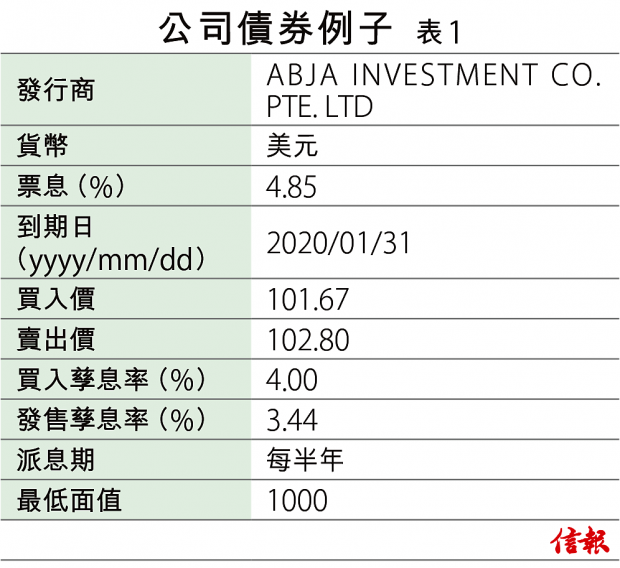 公司債券例子 表1
發行商
ABJA INVESTMENT CO.
PTE. LTD
貨幣 美元
票息(%) 4.85
到期日
(yyyy/mm/dd)
2020/01/31
買入價 101.67
賣出價 102.80
買入孳息率(%) 4.00
發售孳息率(%) 3.44
派息期 每半年
最低面值 1000
信報